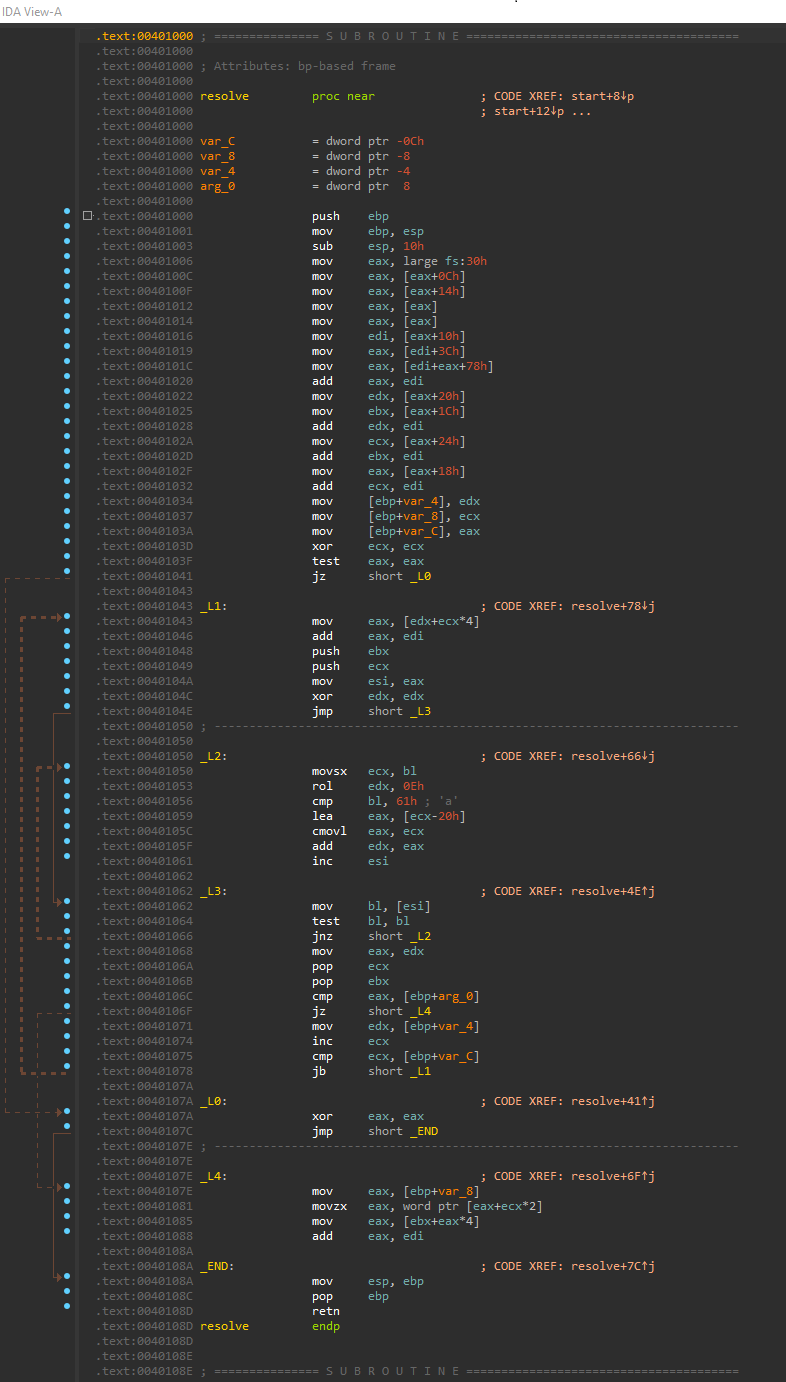 IDA View-A
.text:00401000 ; =============== S U B R O U T I N E =======================================
.text:00401000
.text:00401000 ; Attributes: bp-based frame
.text:00401000
.text:00401000 resolve proc near ; CODE XREF: start+8↓p
.text:00401000 ; start+12↓p ...
.text:00401000
.text:00401000 var_C = dword ptr -0Ch
.text:00401000 var_8 = dword ptr -8
.text:00401000 var_4 = dword ptr -4
.text:00401000 arg_0 = dword ptr 8
.text:00401000
.text:00401000 push ebp
.text:00401001 mov ebp, esp
.text:00401003 sub esp, 10h
.text:00401006 mov eax, large fs:30h
.text:0040100C mov eax, [eax+0Ch]
.text:0040100F mov eax, [eax+14h]
.text:00401012 mov eax, [eax]
.text:00401014 mov eax, [eax]
.text:00401016 mov edi, [eax+10h]
.text:00401019 mov eax, [edi+3Ch]
.text:0040101C mov eax, [edi+eax+78h]
.text:00401020 add eax, edi
.text:00401022 mov edx, [eax+20h]
.text:00401025 mov ebx, [eax+1Ch]
.text:00401028 add edx, edi
.text:0040102A mov ecx, [eax+24h]
.text:0040102D add ebx, edi
.text:0040102F mov eax, [eax+18h]
.text:00401032 add ecx, edi
.text:00401034 mov [ebp+var_4], edx
.text:00401037 mov [ebp+var_8], ecx
.text:0040103A mov [ebp+var_C], eax
.text:0040103D xor ecx, ecx
.text:0040103F test eax, eax
.text:00401041 jz short _L0
.text:00401043
.text:00401043 _L1: ; CODE XREF: resolve+78↓j
.text:00401043 mov eax, [edx+ecx*4]
.text:00401046 add eax, edi
.text:00401048 push ebx
.text:00401049 push ecx
.text:0040104A mov esi, eax
.text:0040104C xor edx, edx
.text:0040104E jmp short _L3
.text:00401050 ; ---------------------------------------------------------------------------
.text:00401050
.text:00401050 _L2: ; CODE XREF: resolve+66↓j
.text:00401050 movsx ecx, bl
.text:00401053 rol edx, 0Eh
.text:00401056 cmp bl, 61h ; 'a'
.text:00401059 lea eax, [ecx-20h]
.text:0040105C cmovl eax, ecx
.text:0040105F add edx, eax
.text:00401061 inc esi
.text:00401062
.text:00401062 _L3: ; CODE XREF: resolve+4E↑j
.text:00401062 mov bl, [esi]
.text:00401064 test bl, bl
.text:00401066 jnz short _L2
.text:00401068 mov eax, edx
.text:0040106A pop ecx
.text:0040106B pop ebx
.text:0040106C cmp eax, [ebp+arg_0]
.text:0040106F jz short _L4
.text:00401071 mov edx, [ebp+var_4]
.text:00401074 inc ecx
.text:00401075 cmp ecx, [ebp+var_C]
.text:00401078 jb short _L1
.text:0040107A
.text:0040107A _L0: ; CODE XREF: resolve+41↑j
.text:0040107A xor eax, eax
.text:0040107C jmp short _END
.text:0040107E ; ---------------------------------------------------------------------------
.text:0040107E
.text:0040107E _L4: ; CODE XREF: resolve+6F↑j
.text:0040107E mov eax, [ebp+var_8]
.text:00401081 movzx eax, word ptr [eax+ecx*2]
.text:00401085 mov eax, [ebx+eax*4]
.text:00401088 add eax, edi
.text:0040108A
.text:0040108A _END: ; CODE XREF: resolve+7C↑j
.text:0040108A mov esp, ebp
.text:0040108C pop ebp
.text:0040108D retn
.text:0040108D resolve endp
.text:0040108D
.text:0040108E
.text:0040108E ; =============== S U B R O U T I N E =======================================